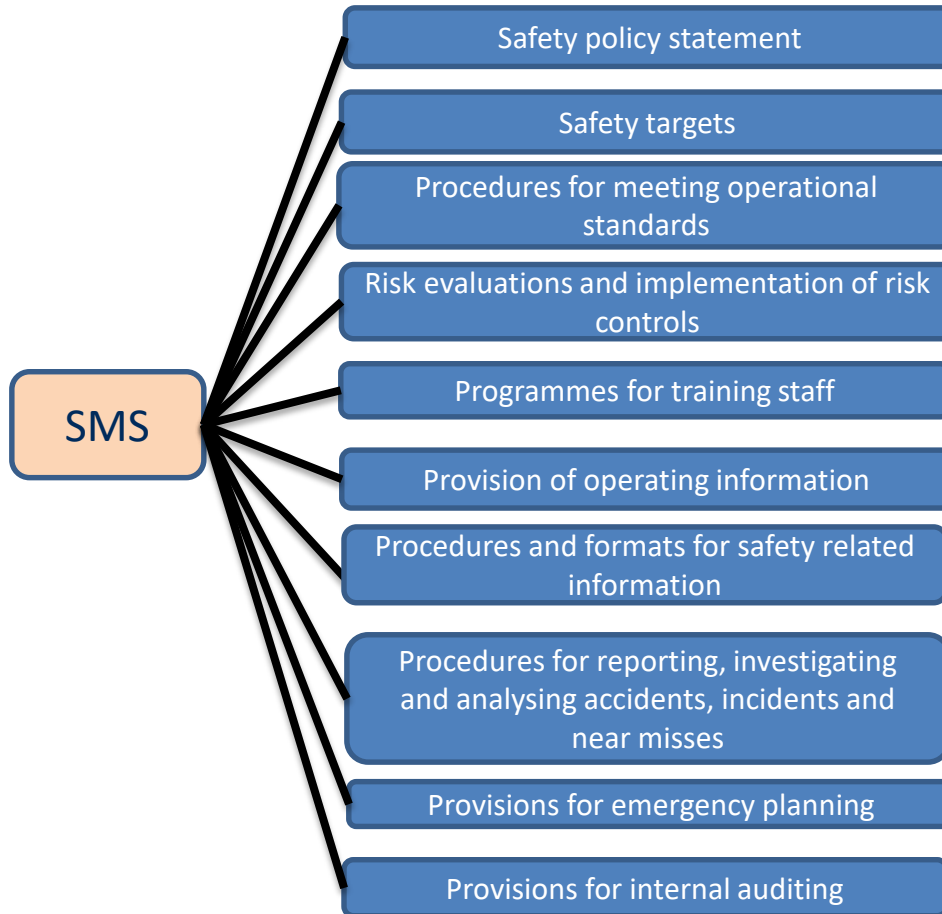 Safety policy statement
Safety targets
Procedures for meeting operational
standards
Risk evaluations and implementation of risk
controls
SMS
Programmes for training staff
Provision of operating information
Procedures and formats for safety related
information
Procedures for reporting, investigating
and analysing accidents, incidents and
near misses
Provisions for emergency planning
Provisions for internal auditing